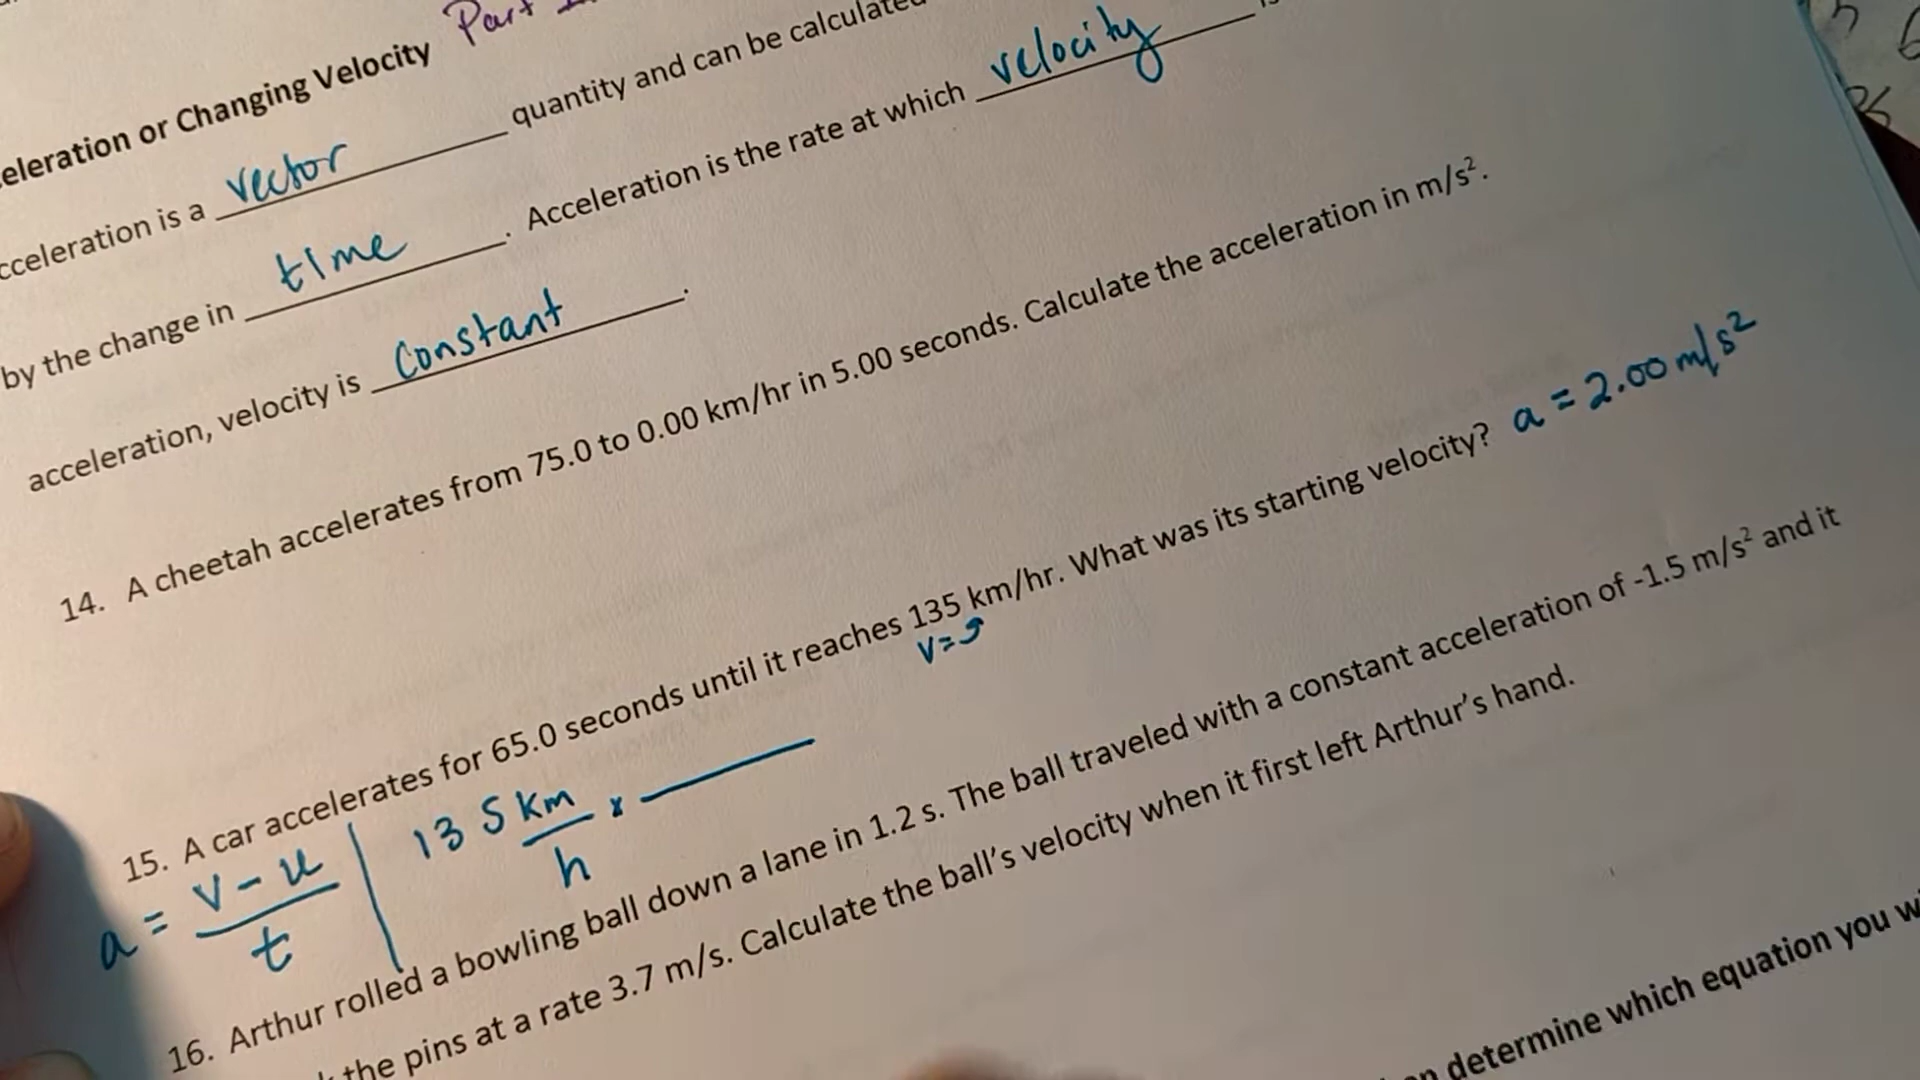 eleration or Changing Velocity Part
cceleration is a vector quantity and can be calculated
by the change in time. Acceleration is the rate at which velocity
acceleration, velocity is constant.
14. A cheetah accelerates from 75.0 to 0.00 km/hr in 5.00 seconds. Calculate the acceleration in m/s².
15. A car accelerates for 65.0 seconds until it reaches 135 km/hr. What was its starting velocity? a = 2.00 m/s²
v=
a = v - u / t | 135 km / h x
16. Arthur rolled a bowling ball down a lane in 1.2 s. The ball traveled with a constant acceleration of -1.5 m/s² and it
the pins at a rate 3.7 m/s. Calculate the ball's velocity when it first left Arthur's hand.
determine which equation you w